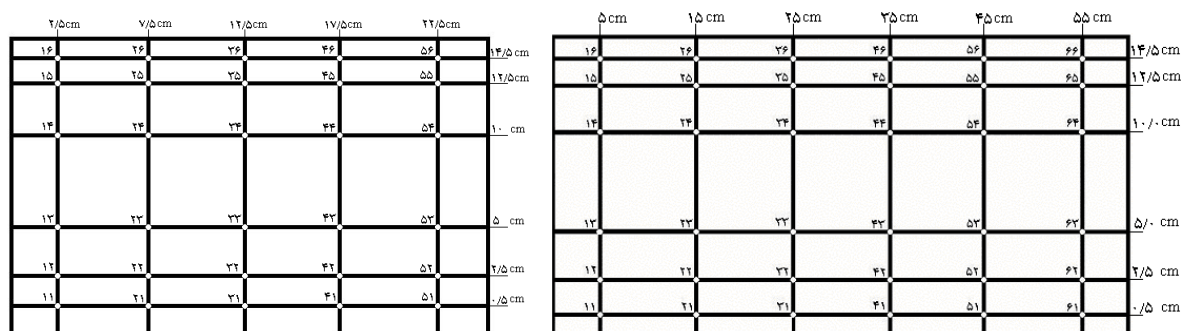 ۲/۵cm ۷/۵cm ۱۲/۵cm ۱۷/۵cm ۲۲/۵cm
۱۶ ۲۶ ۳۶ ۴۶ ۵۶ ۱۴/۵cm
۱۵ ۲۵ ۳۵ ۴۵ ۵۵ ۱۲/۵cm
۱۴ ۲۴ ۳۴ ۴۴ ۵۴ ۱۰ cm
۱۳ ۲۳ ۳۳ ۴۳ ۵۳ ۵ cm
۱۲ ۲۲ ۳۲ ۴۲ ۵۲ ۲/۵cm
۱۱ ۲۱ ۳۱ ۴۱ ۵۱ ۰/۵cm
۵cm ۱۵cm ۲۵cm ۳۵cm ۴۵cm ۵۵cm
۱۶ ۲۶ ۳۶ ۴۶ ۵۶ ۶۶ ۱۴/۵cm
۱۵ ۲۵ ۳۵ ۴۵ ۵۵ ۶۵ ۱۲/۵cm
۱۴ ۲۴ ۳۴ ۴۴ ۵۴ ۶۴ ۱۰/۰cm
۱۳ ۲۳ ۳۳ ۴۳ ۵۳ ۶۳ ۵/۰ cm
۱۲ ۲۲ ۳۲ ۴۲ ۵۲ ۶۲ ۲/۵ cm
۱۱ ۲۱ ۳۱ ۴۱ ۵۱ ۶۱ ۰/۵ cm